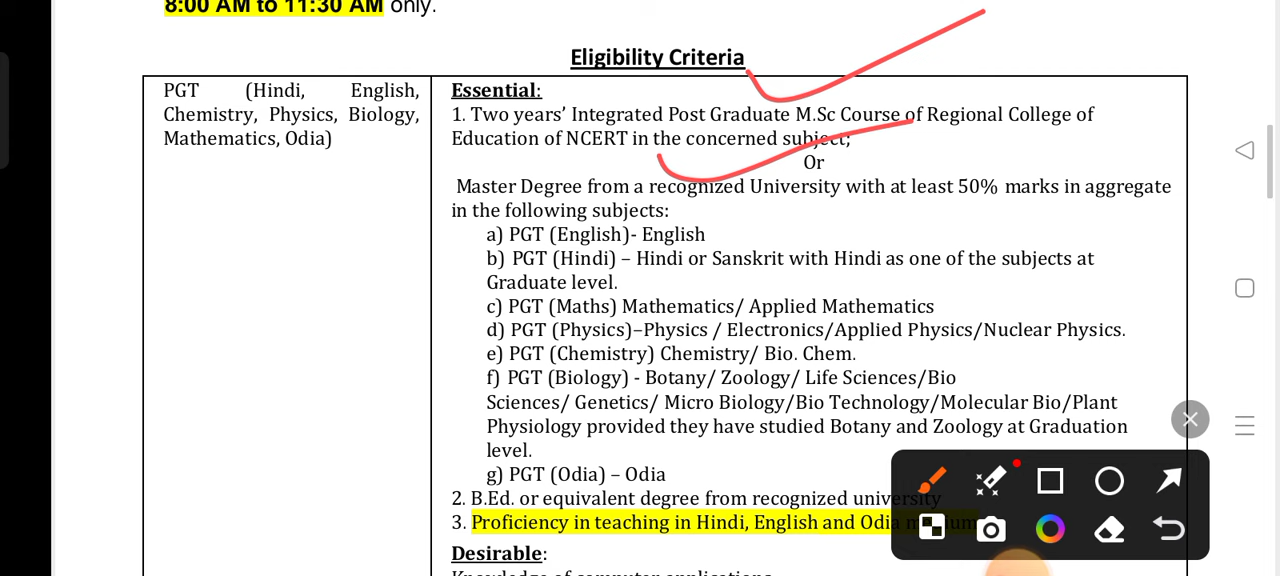 8:00 AM to 11:30 AM only.
Eligibility Criteria
PGT (Hindi, English,
Chemistry, Physics, Biology,
Mathematics, Odia)
Essential:
1. Two years’ Integrated Post Graduate M.Sc Course of Regional College of
Education of NCERT in the concerned subject;
Or
Master Degree from a recognized University with at least 50% marks in aggregate
in the following subjects:
a) PGT (English)- English
b) PGT (Hindi) – Hindi or Sanskrit with Hindi as one of the subjects at
Graduate level.
c) PGT (Maths) Mathematics/ Applied Mathematics
d) PGT (Physics)–Physics / Electronics/Applied Physics/Nuclear Physics.
e) PGT (Chemistry) Chemistry/ Bio. Chem.
f) PGT (Biology) - Botany/ Zoology/ Life Sciences/Bio
Sciences/ Genetics/ Micro Biology/Bio Technology/Molecular Bio/Plant
Physiology provided they have studied Botany and Zoology at Graduation
level.
g) PGT (Odia) – Odia
2. B.Ed. or equivalent degree from recognized university
3. Proficiency in teaching in Hindi, English and Odia
Desirable:
Knowledge of computer applications